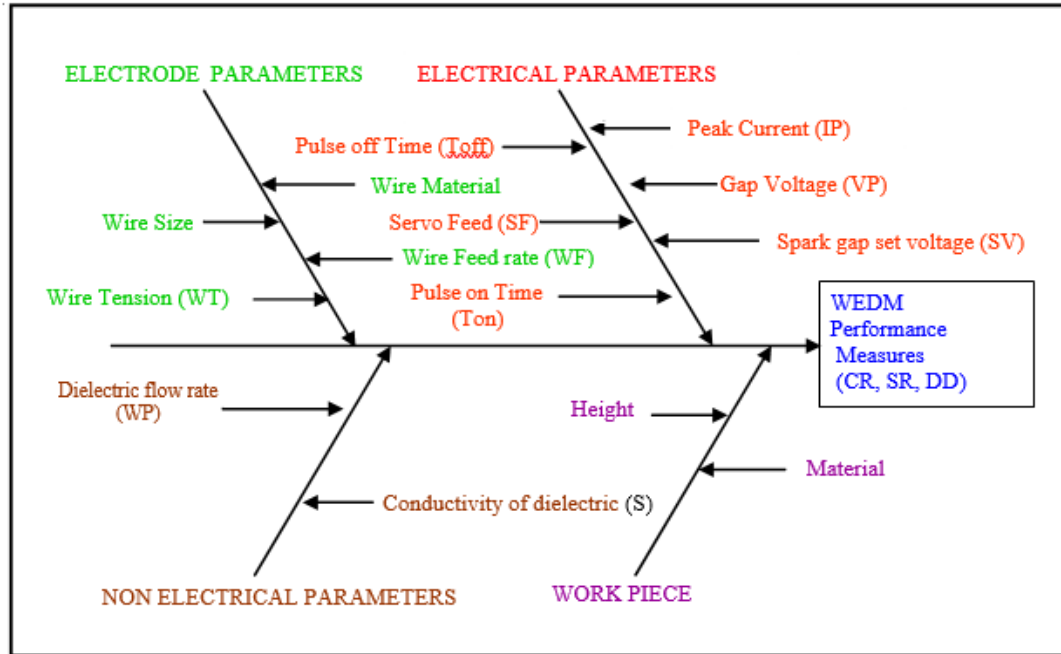 ELECTRODE PARAMETERS
ELECTRICAL PARAMETERS
Peak Current (IP)
Pulse off Time (Toff)
Wire Material
Gap Voltage (VP)
Wire Size
Servo Feed (SF)
Spark gap set voltage (SV)
Wire Feed rate (WF)
Wire Tension (WT)
Pulse on Time
(Ton)
WEDM
Performance
Measures
(CR, SR, DD)
Dielectric flow rate
(WP)
Height
Material
Conductivity of dielectric (S)
NON ELECTRICAL PARAMETERS
WORK PIECE